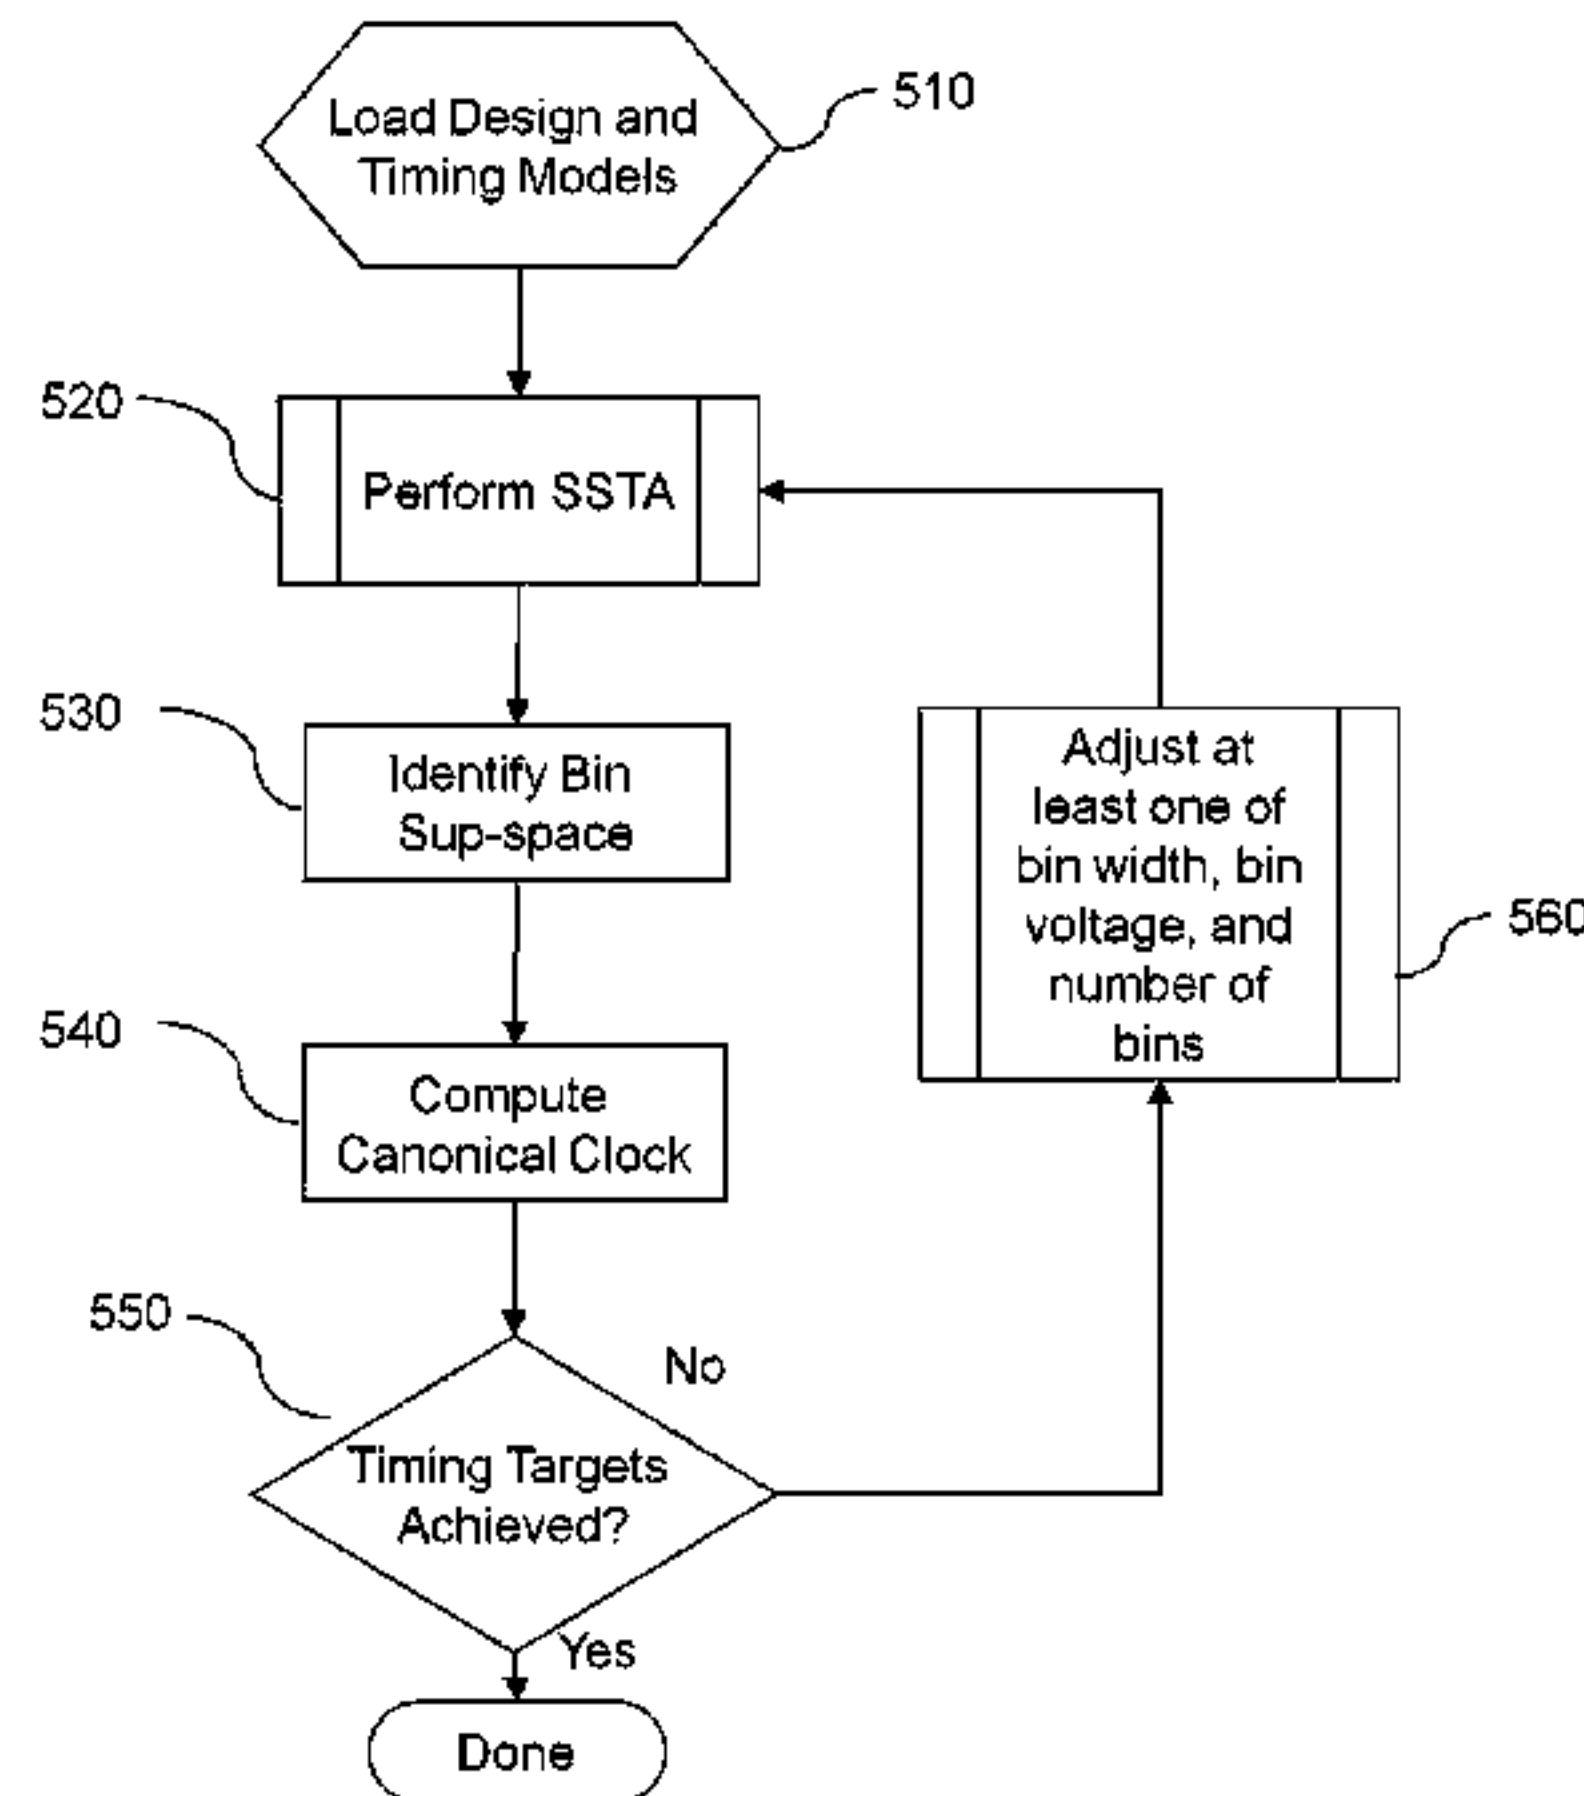 Load Design and
Timing Models
510
520
Perform SSTA
530
Identify Bin
Sup-space
Adjust at
least one of
bin width, bin
voltage, and
number of
bins
560
540
Compute
Canonical Clock
550
No
Timing Targets
Achieved?
Yes
Done